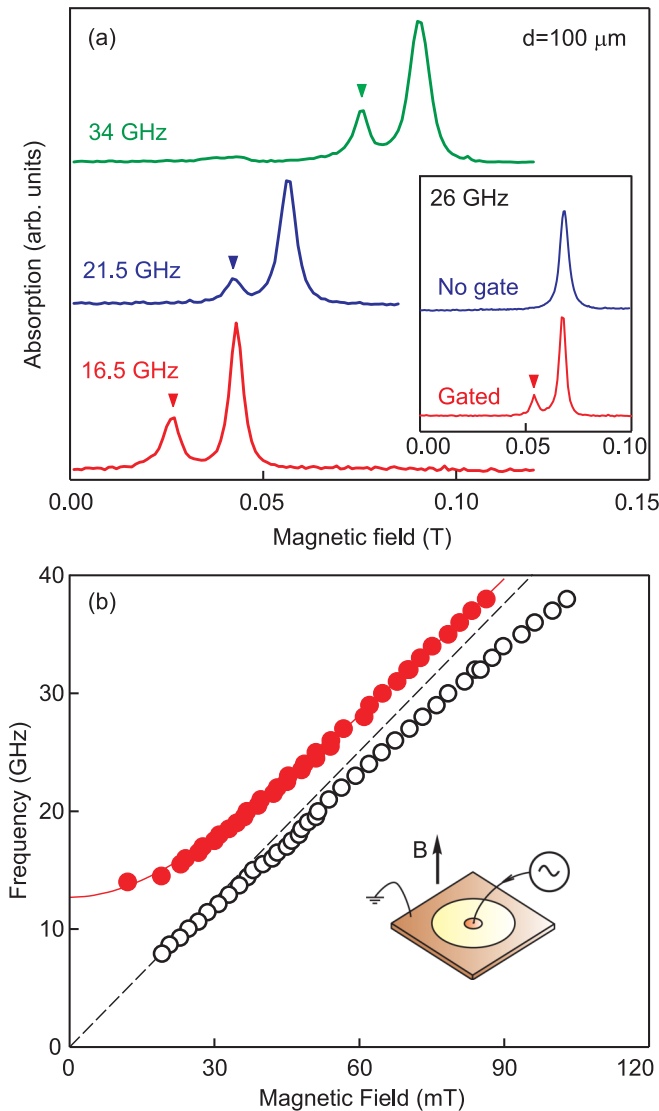 (a)
d=100 μm
Absorption (arb. units)
34 GHz
21.5 GHz
16.5 GHz
26 GHz
No gate
Gated
0.00 0.05 0.10
0.00 0.05 0.10 0.15
Magnetic field (T)
(b)
Frequency (GHz)
40
30
20
10
0
B
0 30 60 90 120
Magnetic Field (mT)